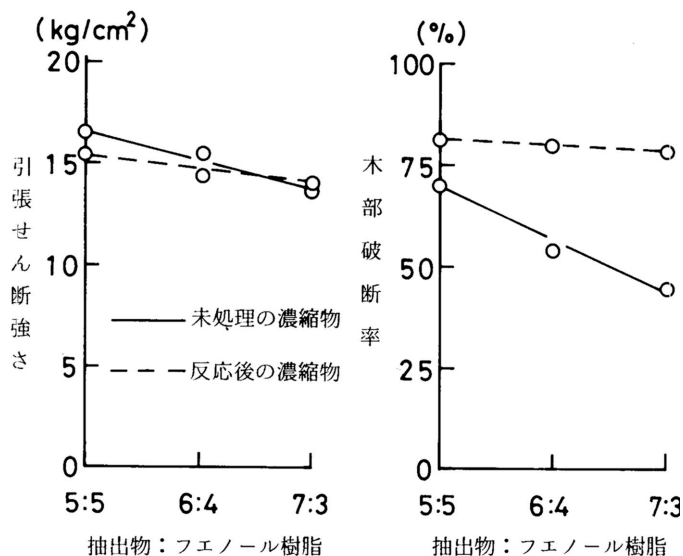 (kg/cm²)
20
15
10
5
0
引張せん断強さ
未処理の濃縮物
反応後の濃縮物
5:5 6:4 7:3
抽出物：フエノール樹脂
(%)
100
75
50
25
0
木部破断率
5:5 6:4 7:3
抽出物：フエノール樹脂